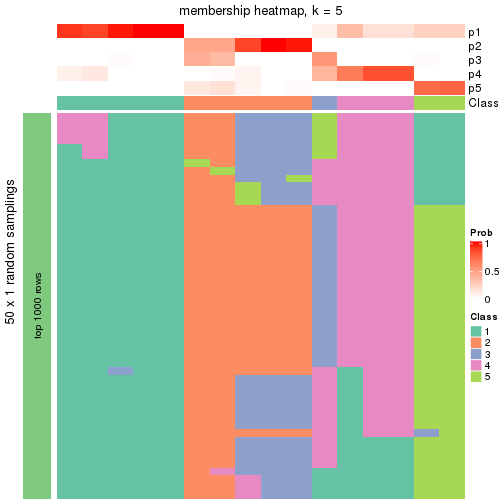 membership heatmap, k = 5
p1
p2
p3
p4
p5
Class
50 x 1 random samplings
top 1000 rows
Prob
1
0.5
0
Class
1
2
3
4
5